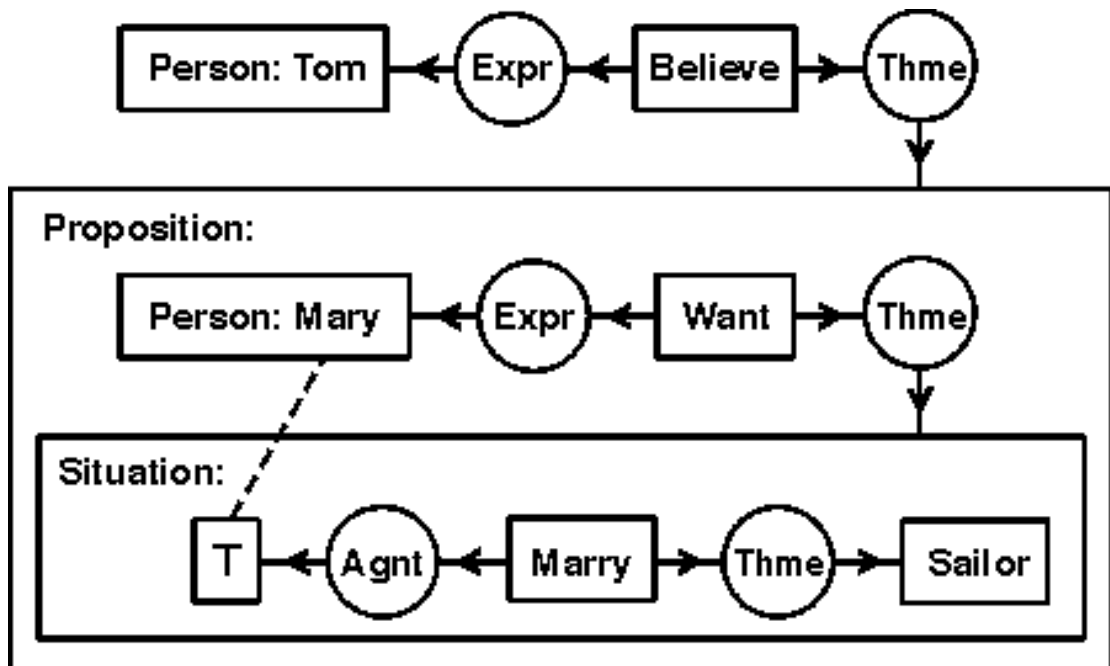 Person: Tom Expr Believe Thme
Proposition:
Person: Mary Expr Want Thme
Situation:
T Agnt Marry Thme Sailor